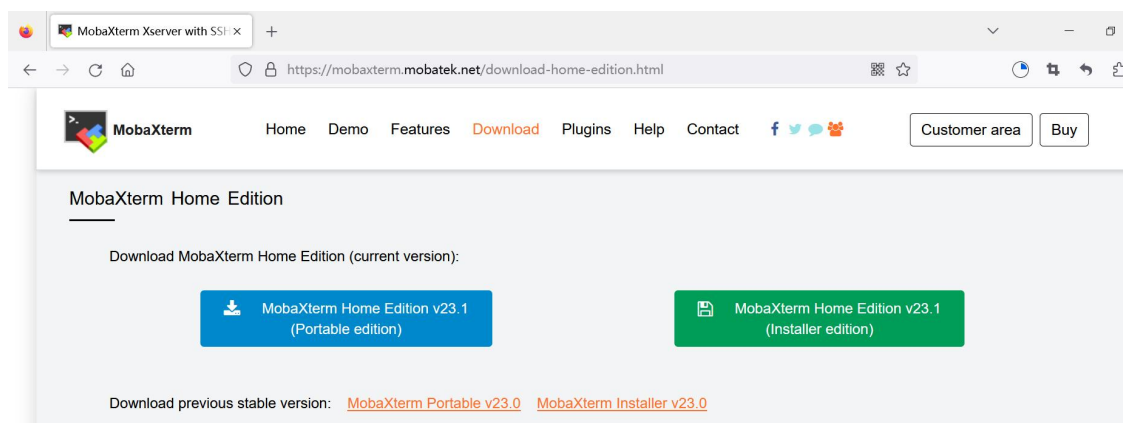 MobaXterm Xserver with SSH
https://mobaxterm.mobatek.net/download-home-edition.html
MobaXterm Home Demo Features Download Plugins Help Contact Customer area Buy
MobaXterm Home Edition
Download MobaXterm Home Edition (current version):
MobaXterm Home Edition v23.1 MobaXterm Home Edition v23.1
(Portable edition) (Installer edition)
Download previous stable version: MobaXterm Portable v23.0 MobaXterm Installer v23.0